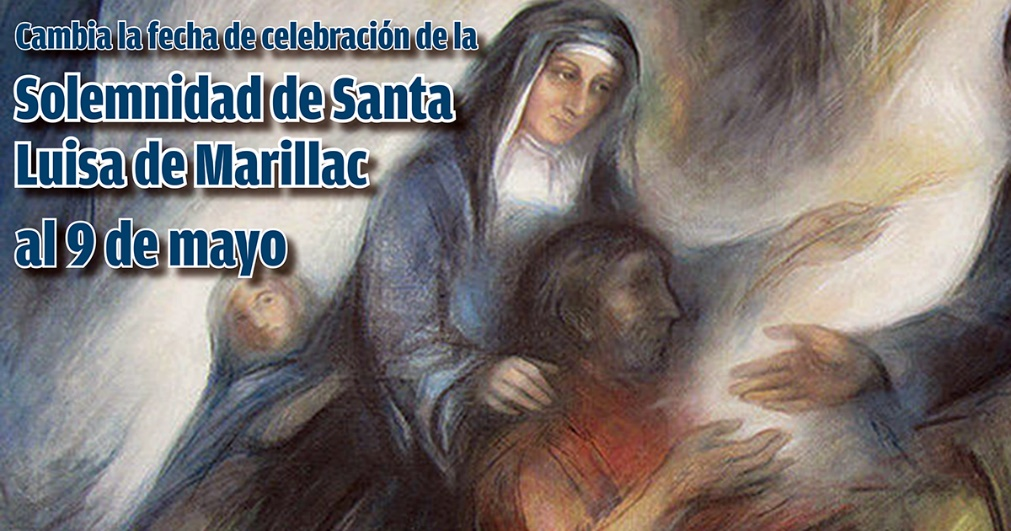 Cambia la fecha de celebración de la
Solemnidad de Santa
Luisa de Marillac
al 9 de mayo